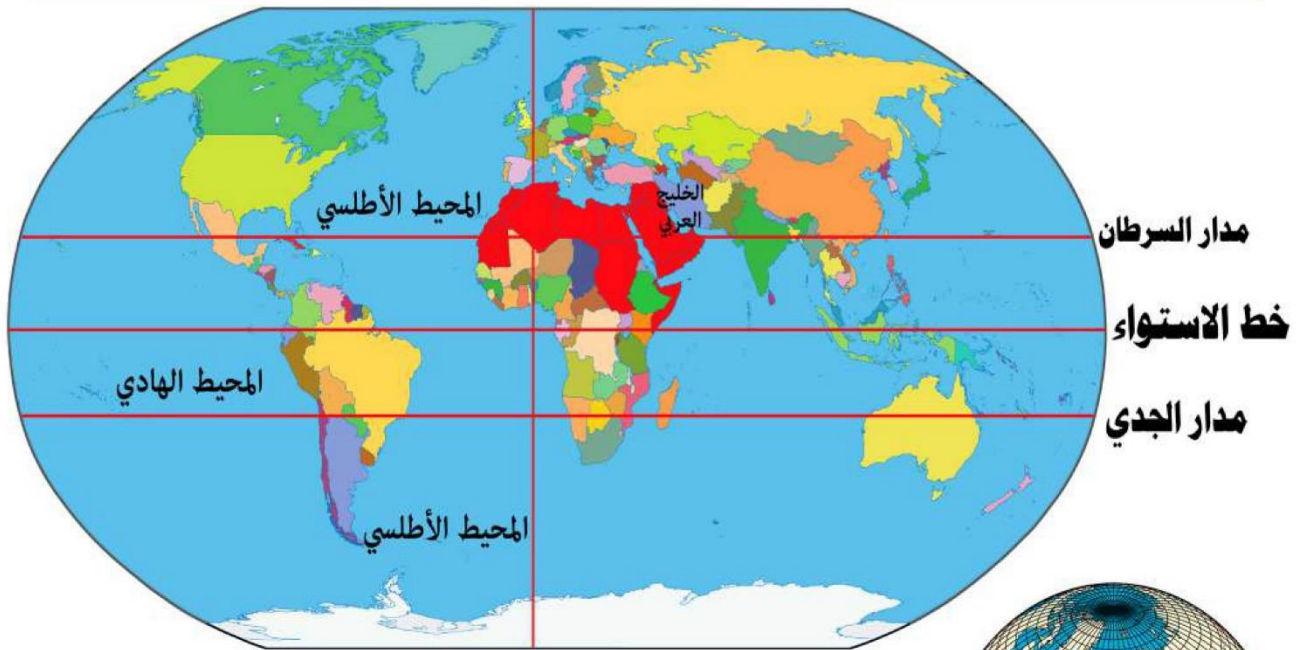 المحيط الأطلسي
الخليج
العربي
مدار السرطان
خط الاستواء
المحيط الهادي
مدار الجدي
المحيط الأطلسي